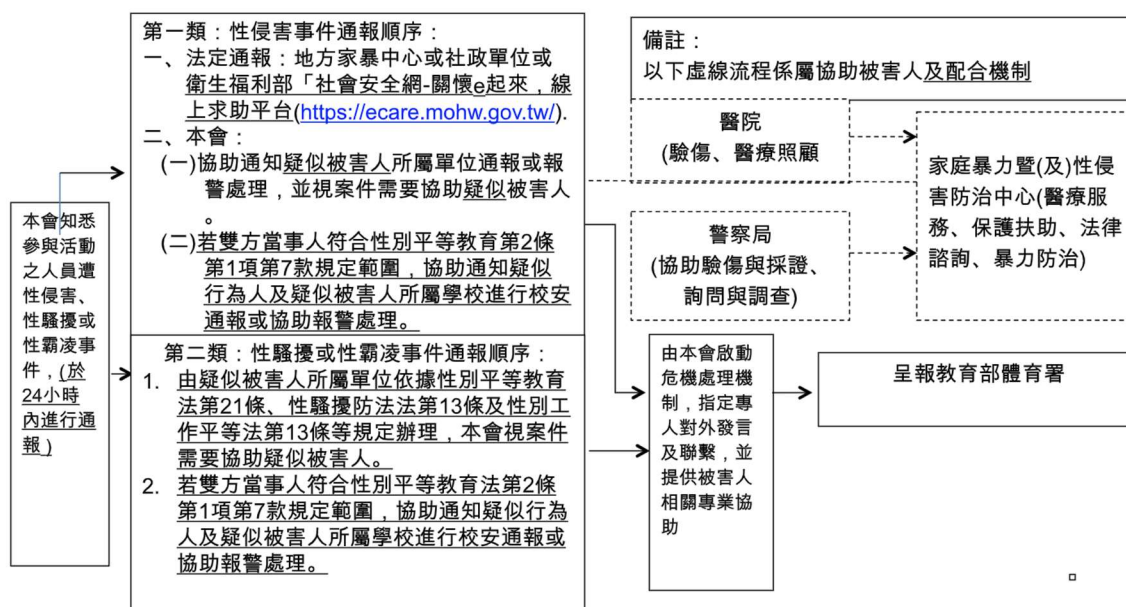 本會知悉
參與活動
之人員遭
性侵害、
性騷擾或
性霸凌事
件，(於
24小時
內進行通
報)
第一類：性侵害事件通報順序：
一、法定通報：地方家暴中心或社政單位或
衛生福利部「社會安全網-關懷e起來，線
上求助平台(https://ecare.mohw.gov.tw/).
二、本會：
(一)協助通知疑似被害人所屬單位通報或報
警處理，並視案件需要協助疑似被害人
。
(二)若雙方當事人符合性別平等教育第2條
第1項第7款規定範圍，協助通知疑似
行為人及疑似被害人所屬學校進行校安
通報或協助報警處理。
第二類：性騷擾或性霸凌事件通報順序：
1. 由疑似被害人所屬單位依據性別平等教育
法第21條、性騷擾防法法第13條及性別工
作平等法第13條等規定辦理，本會視案件
需要協助疑似被害人。
2. 若雙方當事人符合性別平等教育法第2條
第1項第7款規定範圍，協助通知疑似行為
人及疑似被害人所屬學校進行校安通報或
協助報警處理。
備註：
以下虛線流程係屬協助被害人及配合機制
醫院
(驗傷、醫療照顧
警察局
(協助驗傷與採證、
詢問與調查)
家庭暴力暨(及)性侵
害防治中心(醫療服
務、保護扶助、法律
諮詢、暴力防治)
由本會啟動
危機處理機
制，指定專
人對外發言
及聯繫，並
提供被害人
相關專業協
助
呈報教育部體育署